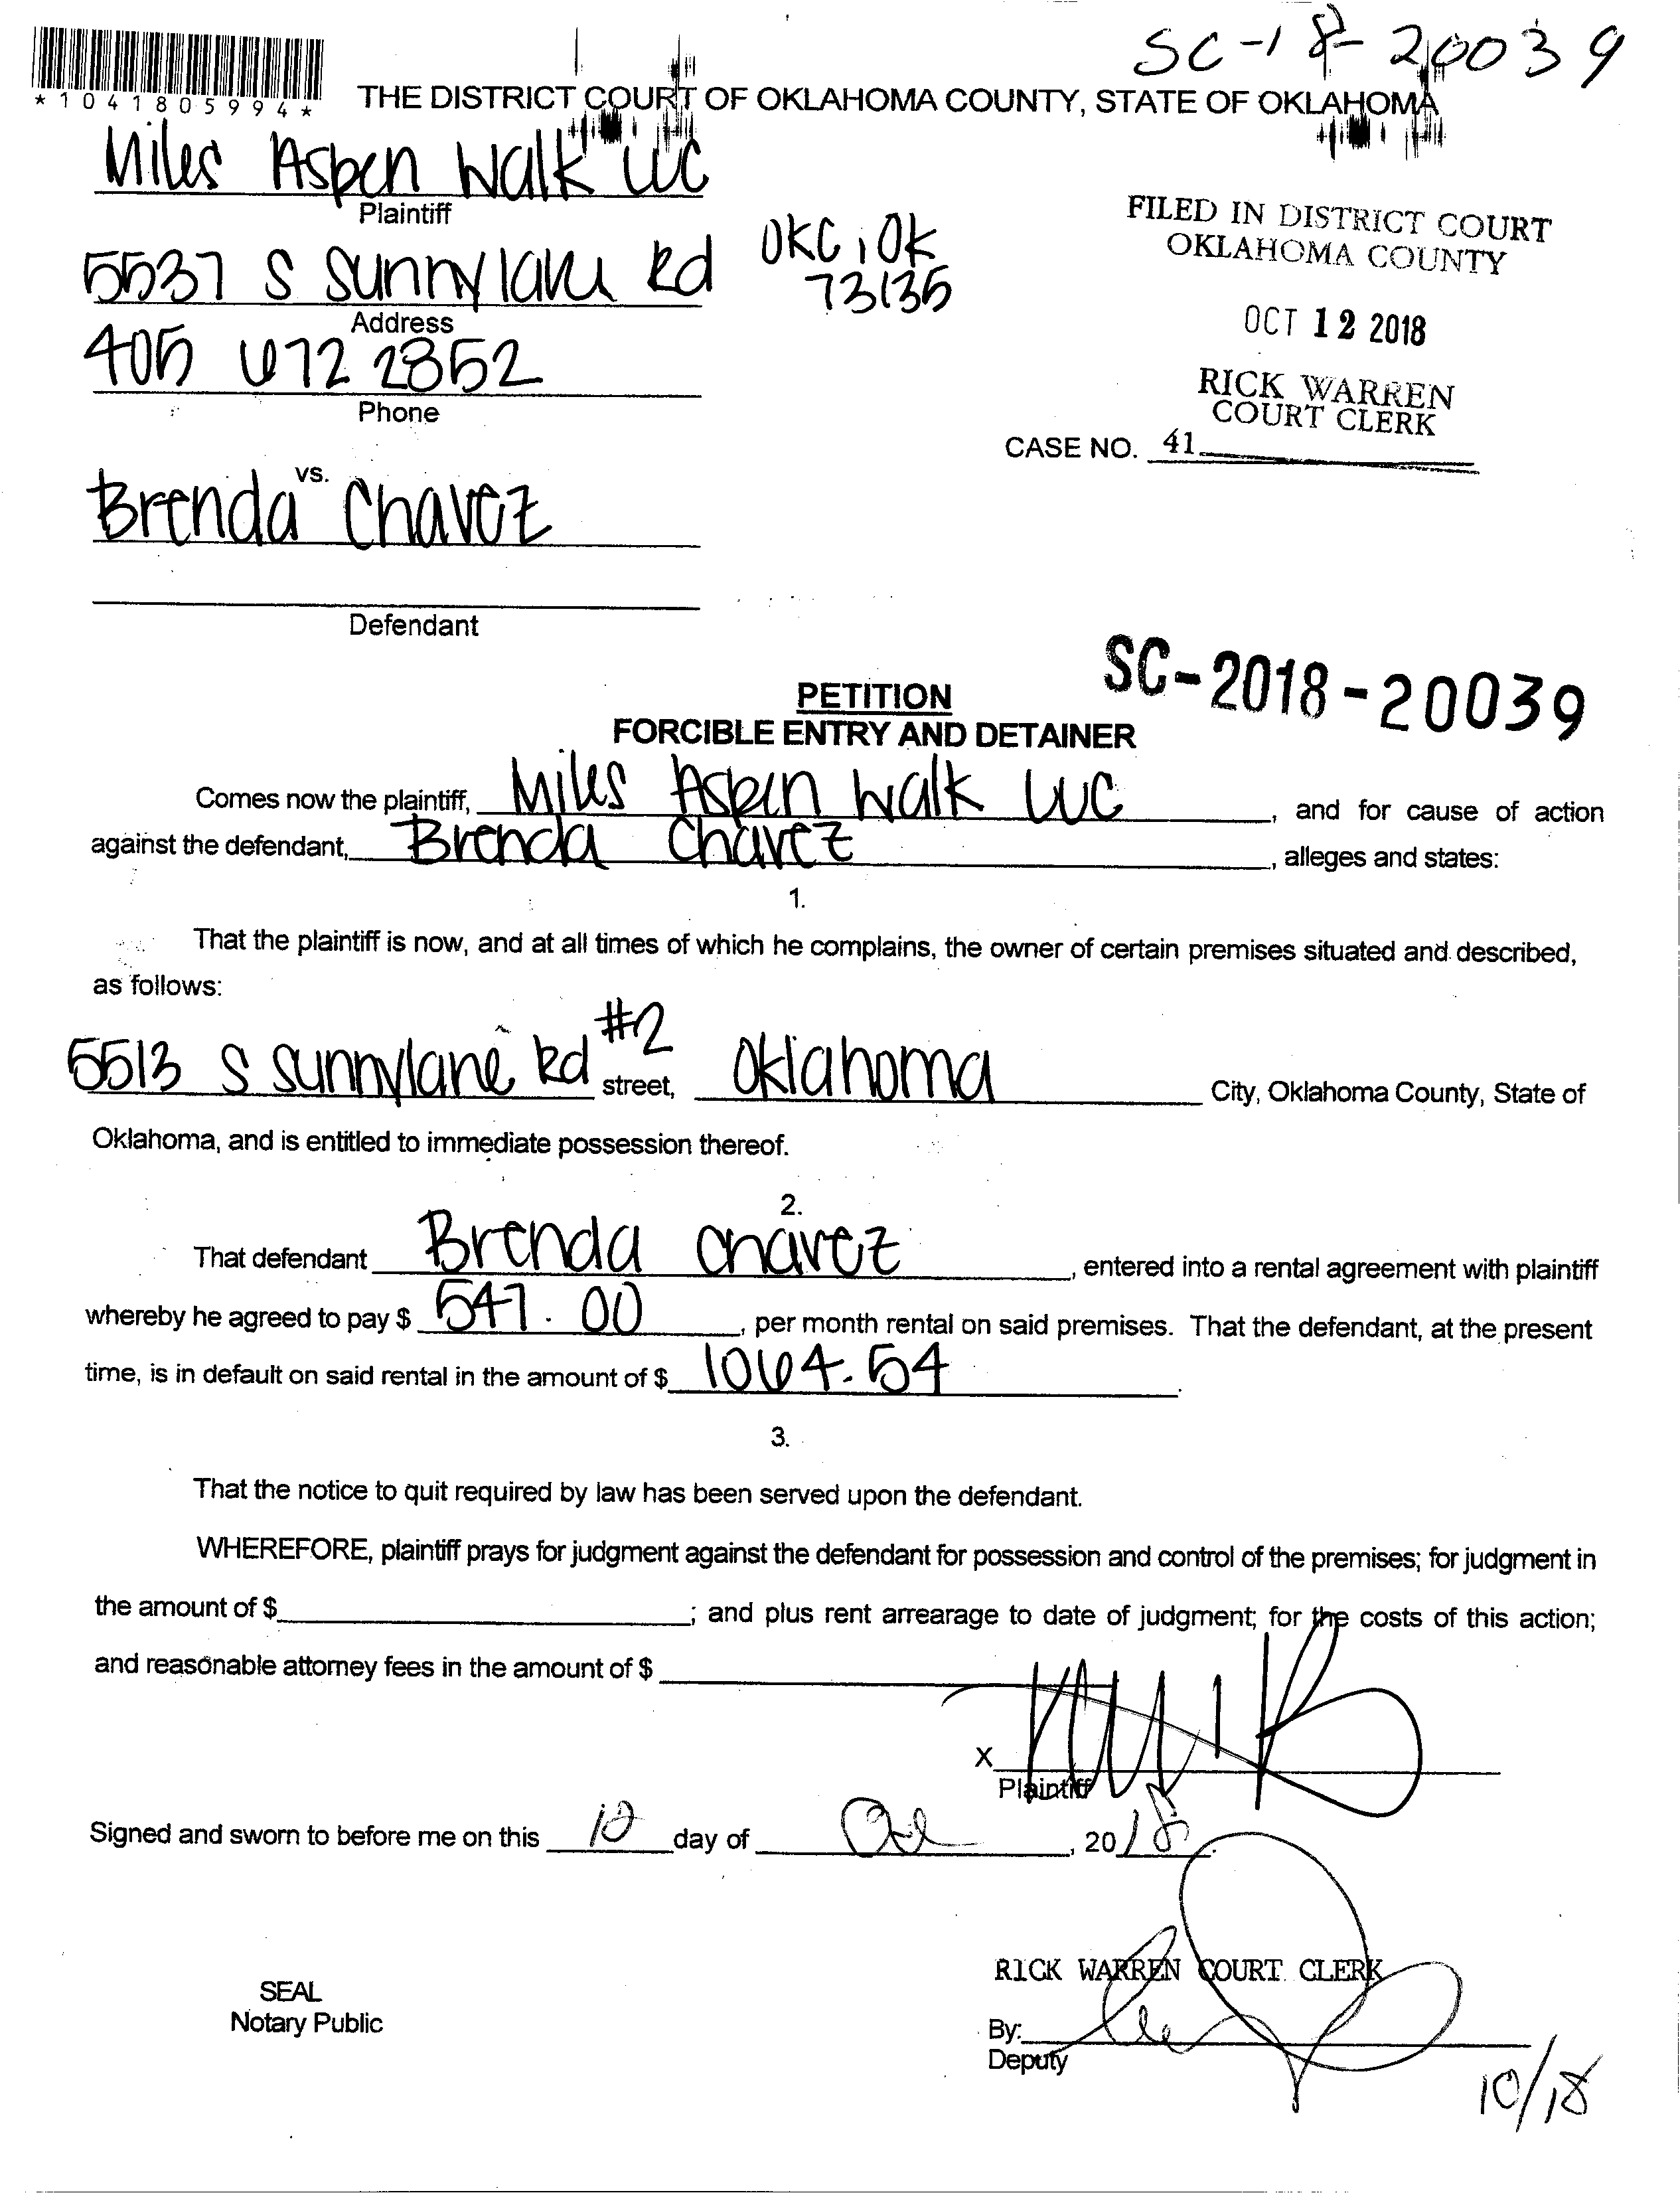 SC-18-20039
*1041805994*
THE DISTRICT COURT OF OKLAHOMA COUNTY, STATE OF OKLAHOMA
Miles Aspen Walk LLC
Plaintiff
5537 S Sunnylane Rd OKC, OK
73135
Address
405 672 2852
Phone
FILED IN DISTRICT COURT
OKLAHOMA COUNTY
OCT 12 2018
RICK WARREN
COURT CLERK
CASE NO. 41
vs.
Brenda Chavez
Defendant
SC-2018-20039
PETITION
FORCIBLE ENTRY AND DETAINER
Comes now the plaintiff, Miles Aspen Walk LLC, and for cause of action
against the defendant, Brenda Chavez, alleges and states:
1.
That the plaintiff is now, and at all times of which he complains, the owner of certain premises situated and described,
as follows:
5513 S Sunnylane Rd #2 street, Oklahoma City, Oklahoma County, State of
Oklahoma, and is entitled to immediate possession thereof.
2.
That defendant Brenda Chavez, entered into a rental agreement with plaintiff
whereby he agreed to pay $ 547.00, per month rental on said premises. That the defendant, at the present
time, is in default on said rental in the amount of $ 1064.54.
3.
That the notice to quit required by law has been served upon the defendant.
WHEREFORE, plaintiff prays for judgment against the defendant for possession and control of the premises; for judgment in
the amount of $ ; and plus rent arrearage to date of judgment; for the costs of this action;
and reasonable attorney fees in the amount of $
X
Plaintiff
Signed and sworn to before me on this 12 day of Oct, 2018.
RICK WARREN COURT CLERK
SEAL
Notary Public
By:
Deputy
10/18